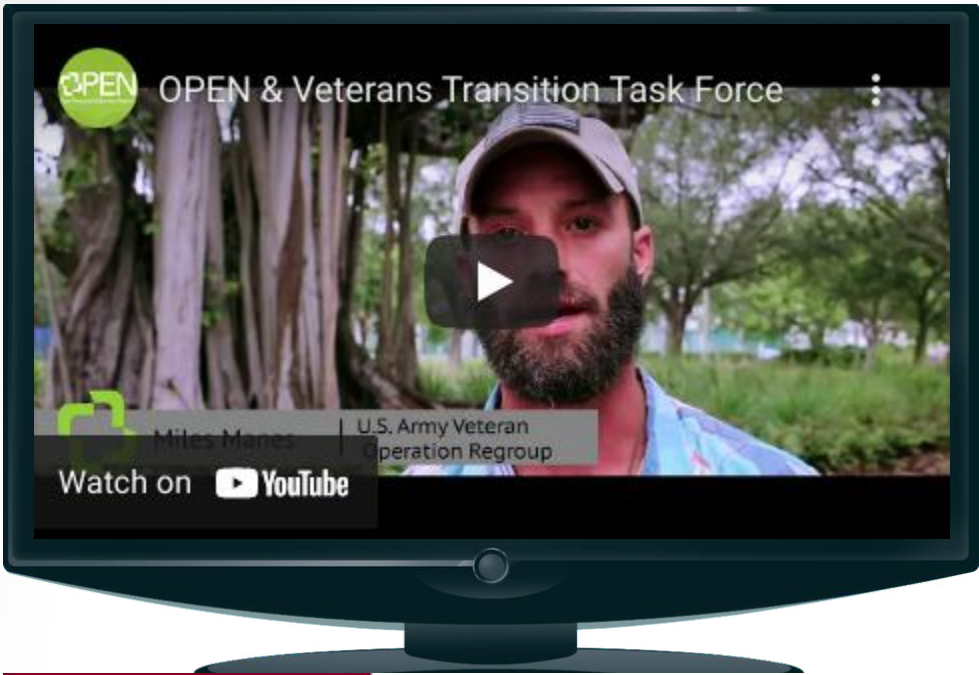 OPEN
OPEN & Veterans Transition Task Force
Miles Manes
U.S. Army Veteran
Operation Regroup
Watch on YouTube